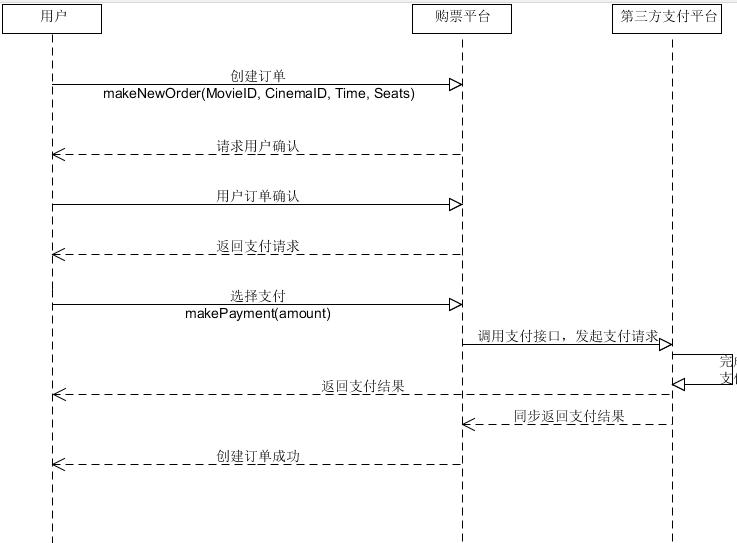 用户
购票平台
第三方支付平台
创建订单
makeNewOrder(MovieID, CinemaID, Time, Seats)
请求用户确认
用户订单确认
返回支付请求
选择支付
makePayment(amount)
调用支付接口，发起支付请求
完成
支付
返回支付结果
同步返回支付结果
创建订单成功